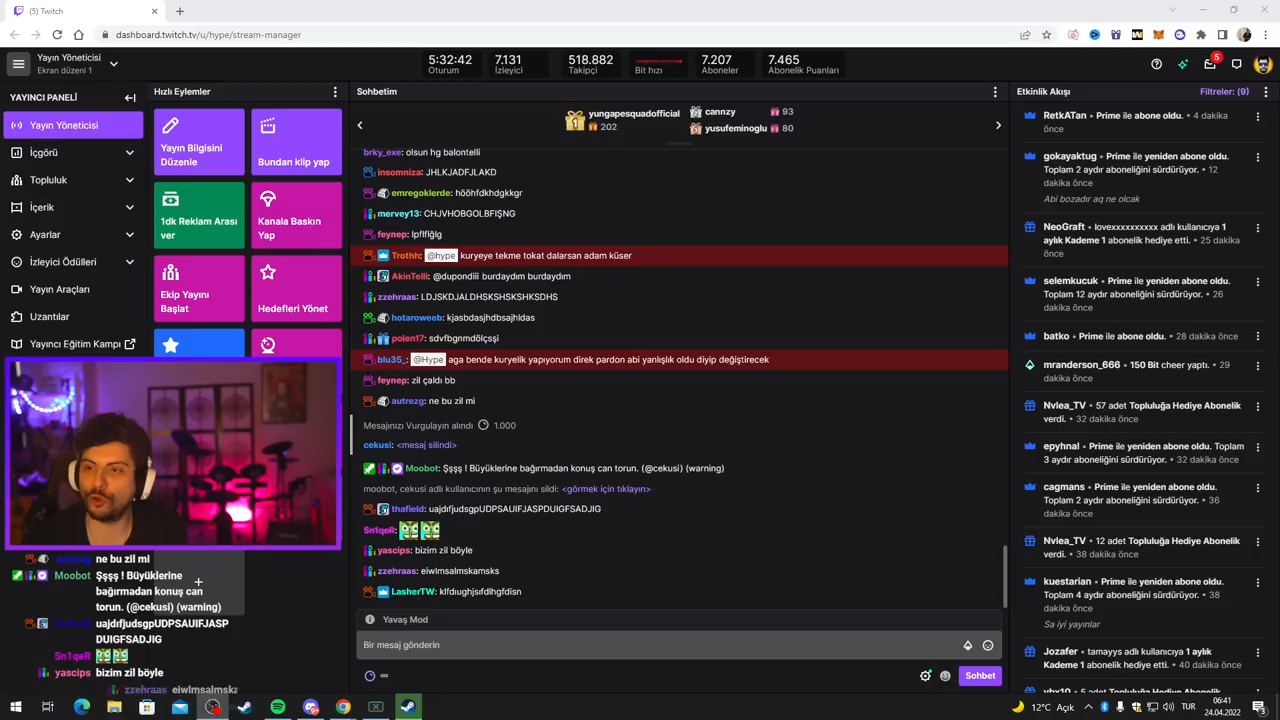 (5) Twitch
dashboard.twitch.tv/u/hype/stream-manager
Yayın Yöneticisi
Ekran düzeni 1
5:32:42
Oturum
7.131
İzleyici
518.882
Takipçi
Bit hızı
7.207
Aboneler
7.465
Abonelik Puanları
5
YAYINCI PANELİ
Yayın Yöneticisi
İçgörü
Topluluk
İçerik
Ayarlar
İzleyici Ödülleri
Yayın Araçları
Uzantılar
Yayıncı Eğitim Kampı
Hızlı Eylemler
Yayın Bilgisini
Düzenle
Bundan klip yap
1dk Reklam Arası
ver
Kanala Baskın
Yap
Ekip Yayını
Başlat
Hedefleri Yönet
Sohbetim
yungapesquadofficial
202
cannzy 93
yusufeminoglu 80
brky_exe: olsun hg balontelli
insomniza: JHLKJADFJLAKD
emregoklerde: hööhfdkhdgkkgr
mervey13: CHJVHOBGOLBFIŞNG
feynep: lpflflğlg
Trothh: @hype kuryeye tekme tokat dalarsan adam küser
AkinTelli: @dupondiii burdaydım burdaydım
zzehraas: LDJSKDJALDHSKSHSKSHKSDHS
hotaroweeb: kjasbdasjhdbsajhldas
poien17: sdvfbgnmdölçsşi
blu35_: @Hype aga bende kuryelik yapıyorum direk pardon abi yanlışlık oldu diyip değiştirecek
feynep: zil çaldı bb
autrezg: ne bu zil mi
Mesajınızı Vurgulayın alındı 1.000
cekusi: <mesaj silindi>
Moobot: Şşşş ! Büyüklerine bağırmadan konuş can torun. (@cekusi) (warning)
moobot, cekusi adlı kullanıcının şu mesajını sildi: <görmek için tıklayın>
thafield: uajdıfjudsgpUDPSAUIFJASPDUIGFSADJIG
Sn1qeR:
yascips: bizim zil böyle
zzehraas: eiwlmsalmskamsks
LasherTW: klfdıughjsfdlhgfdisn
Yavaş Mod
Bir mesaj gönderin
Sohbet
Etkinlik Akışı
Filtreler: (9)
RetkATan • Prime ile abone oldu. • 4 dakika
önce
gokayaktug • Prime ile yeniden abone oldu.
Toplam 2 aydır aboneliğini sürdürüyor. • 12
dakika önce
Abi bozadır aq ne olcak
NeoGraft • lovexxxxxxxxxx adlı kullanıcıya 1
aylık Kademe 1 abonelik hediye etti. • 25 dakika
önce
selemkucuk • Prime ile yeniden abone oldu.
Toplam 12 aydır aboneliğini sürdürüyor. • 26
dakika önce
batko • Prime ile abone oldu. • 28 dakika önce
mranderson_666 • 150 Bit cheer yaptı. • 29
dakika önce
Nvlea_TV • 57 adet Topluluğa Hediye Abonelik
verdi. • 32 dakika önce
epyhnal • Prime ile yeniden abone oldu. Toplam
3 aydır aboneliğini sürdürüyor. • 32 dakika önce
cagmans • Prime ile yeniden abone oldu.
Toplam 2 aydır aboneliğini sürdürüyor. • 36
dakika önce
Nvlea_TV • 12 adet Topluluğa Hediye Abonelik
verdi. • 38 dakika önce
kuestarian • Prime ile yeniden abone oldu.
Toplam 4 aydır aboneliğini sürdürüyor. • 38
dakika önce
Sa iyi yayınlar
Jozafer • tamayys adlı kullanıcıya 1 aylık
Kademe 1 abonelik hediye etti. • 40 dakika önce
ne bu zil mi
Moobot Şşşş ! Büyüklerine
bağırmadan konuş can
torun. (@cekusi) (warning)
thafield uajdıfjudsgpUDPSAUIFJASP
DUIGFSADJIG
Sn1qeR
yascips bizim zil böyle
zzehraas
12°C Açık
TUR
06:41
24.04.2022
3